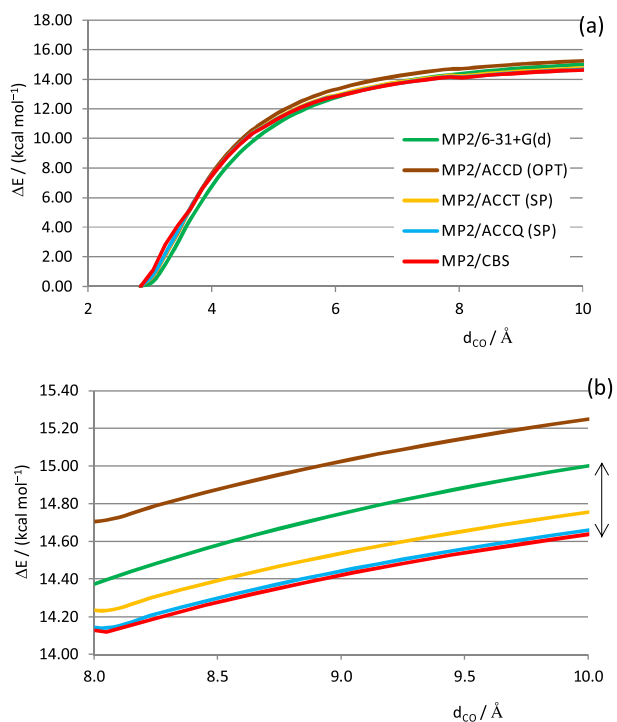 (a)
18.00
16.00
14.00
12.00
10.00
8.00
6.00
4.00
2.00
0.00
ΔE / (kcal mol⁻¹)
MP2/6-31+G(d)
MP2/ACCD (OPT)
MP2/ACCT (SP)
MP2/ACCQ (SP)
MP2/CBS
2 4 6 8 10
dCO / Å
(b)
15.40
15.20
15.00
14.80
14.60
14.40
14.20
14.00
ΔE / (kcal mol⁻¹)
8.0 8.5 9.0 9.5 10.0
dCO / Å